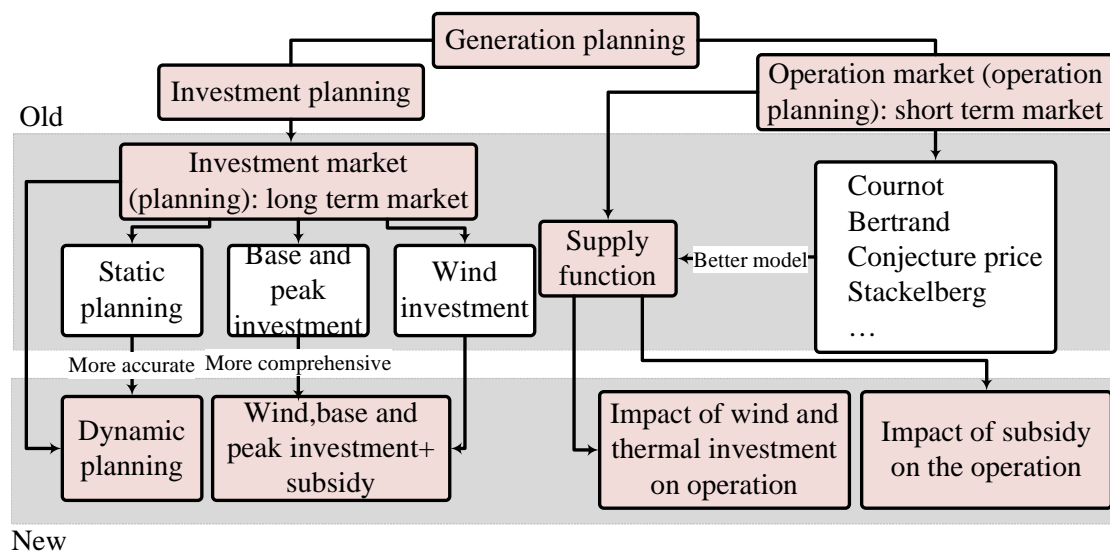 Generation planning
Investment planning
Operation market (operation
planning): short term market
Old
Investment market
(planning): long term market
Cournot
Bertrand
Conjecture price
Stackelberg
…
Static
planning
Base and
peak
investment
Wind
investment
Supply
function
Better model
More accurate
More comprehensive
Dynamic
planning
Wind,base and
peak investment+
subsidy
Impact of wind and
thermal investment
on operation
Impact of subsidy
on the operation
New